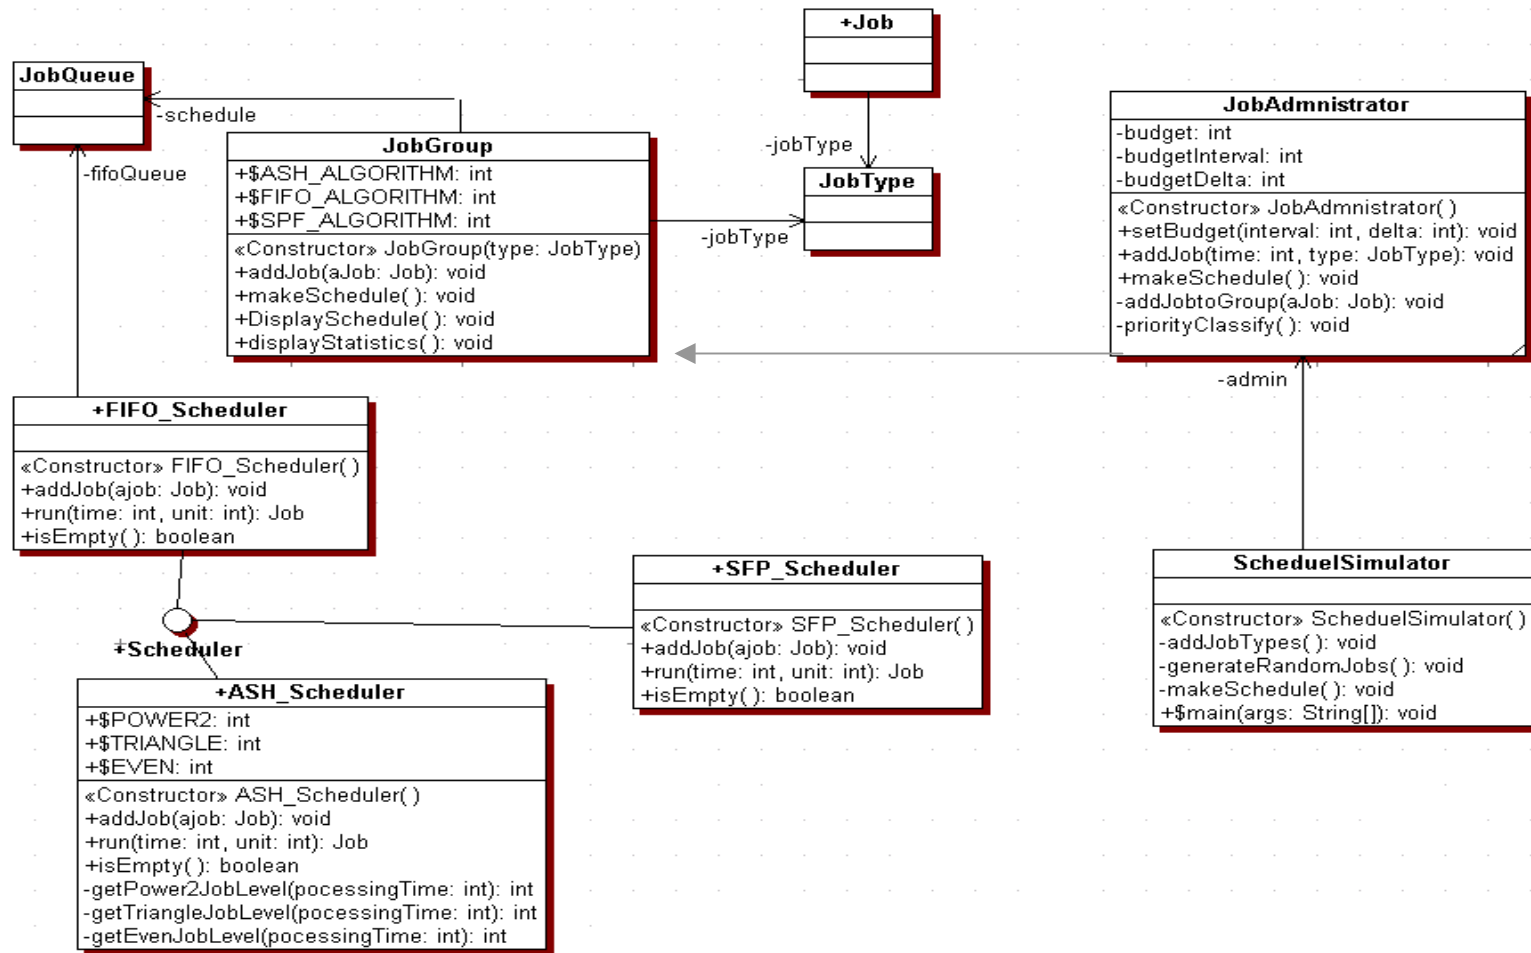 +Job
JobQueue
-schedule
-fifoQueue
JobGroup
+$ASH_ALGORITHM: int
+$FIFO_ALGORITHM: int
+$SPF_ALGORITHM: int
«Constructor» JobGroup(type: JobType)
+addJob(aJob: Job): void
+makeSchedule( ): void
+DisplaySchedule( ): void
+displayStatistics( ): void
-jobType
JobType
-jobType
JobAdmnistrator
-budget: int
-budgetInterval: int
-budgetDelta: int
«Constructor» JobAdmnistrator( )
+setBudget(interval: int, delta: int): void
+addJob(time: int, type: JobType): void
+makeSchedule( ): void
-addJobtoGroup(aJob: Job): void
-priorityClassify( ): void
-admin
+FIFO_Scheduler
«Constructor» FIFO_Scheduler( )
+addJob(ajob: Job): void
+run(time: int, unit: int): Job
+isEmpty( ): boolean
+Scheduler
+SFP_Scheduler
«Constructor» SFP_Scheduler( )
+addJob(ajob: Job): void
+run(time: int, unit: int): Job
+isEmpty( ): boolean
ScheduelSimulator
«Constructor» ScheduelSimulator( )
-addJobTypes( ): void
-generateRandomJobs( ): void
-makeSchedule( ): void
+$main(args: String[]): void
+ASH_Scheduler
+$POWER2: int
+$TRIANGLE: int
+$EVEN: int
«Constructor» ASH_Scheduler( )
+addJob(ajob: Job): void
+run(time: int, unit: int): Job
+isEmpty( ): boolean
-getPower2JobLevel(pocessingTime: int): int
-getTriangleJobLevel(pocessingTime: int): int
-getEvenJobLevel(pocessingTime: int): int